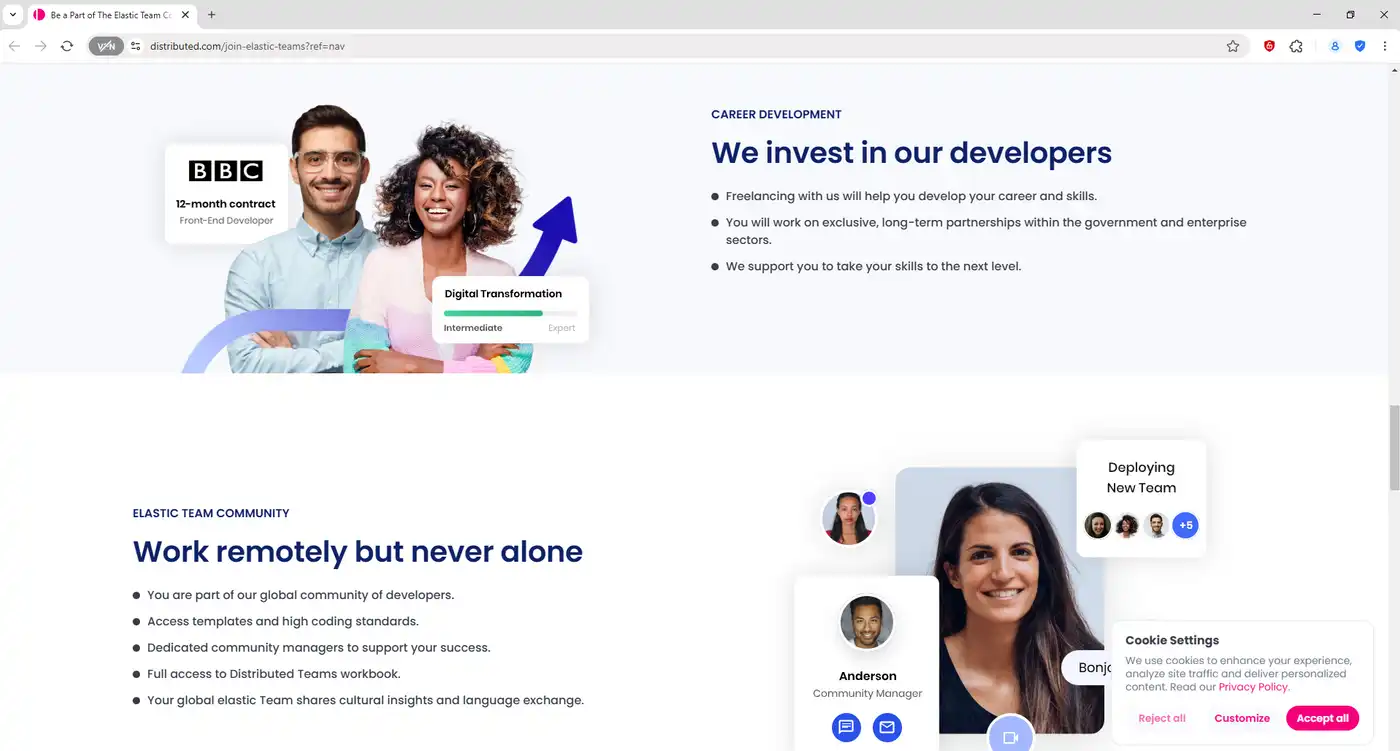 Be a Part of The Elastic Team Co
VPN
distributed.com/join-elastic-teams?ref=nav
BBC
12-month contract
Front-End Developer
Digital Transformation
Intermediate
Expert
CAREER DEVELOPMENT
We invest in our developers
Freelancing with us will help you develop your career and skills.
You will work on exclusive, long-term partnerships within the government and enterprise
sectors.
We support you to take your skills to the next level.
ELASTIC TEAM COMMUNITY
Work remotely but never alone
You are part of our global community of developers.
Access templates and high coding standards.
Dedicated community managers to support your success.
Full access to Distributed Teams workbook.
Your global elastic Team shares cultural insights and language exchange.
Deploying
New Team
+5
Anderson
Community Manager
Bonjo
Cookie Settings
We use cookies to enhance your experience,
analyze site traffic and deliver personalized
content. Read our Privacy Policy.
Reject all
Customize
Accept all